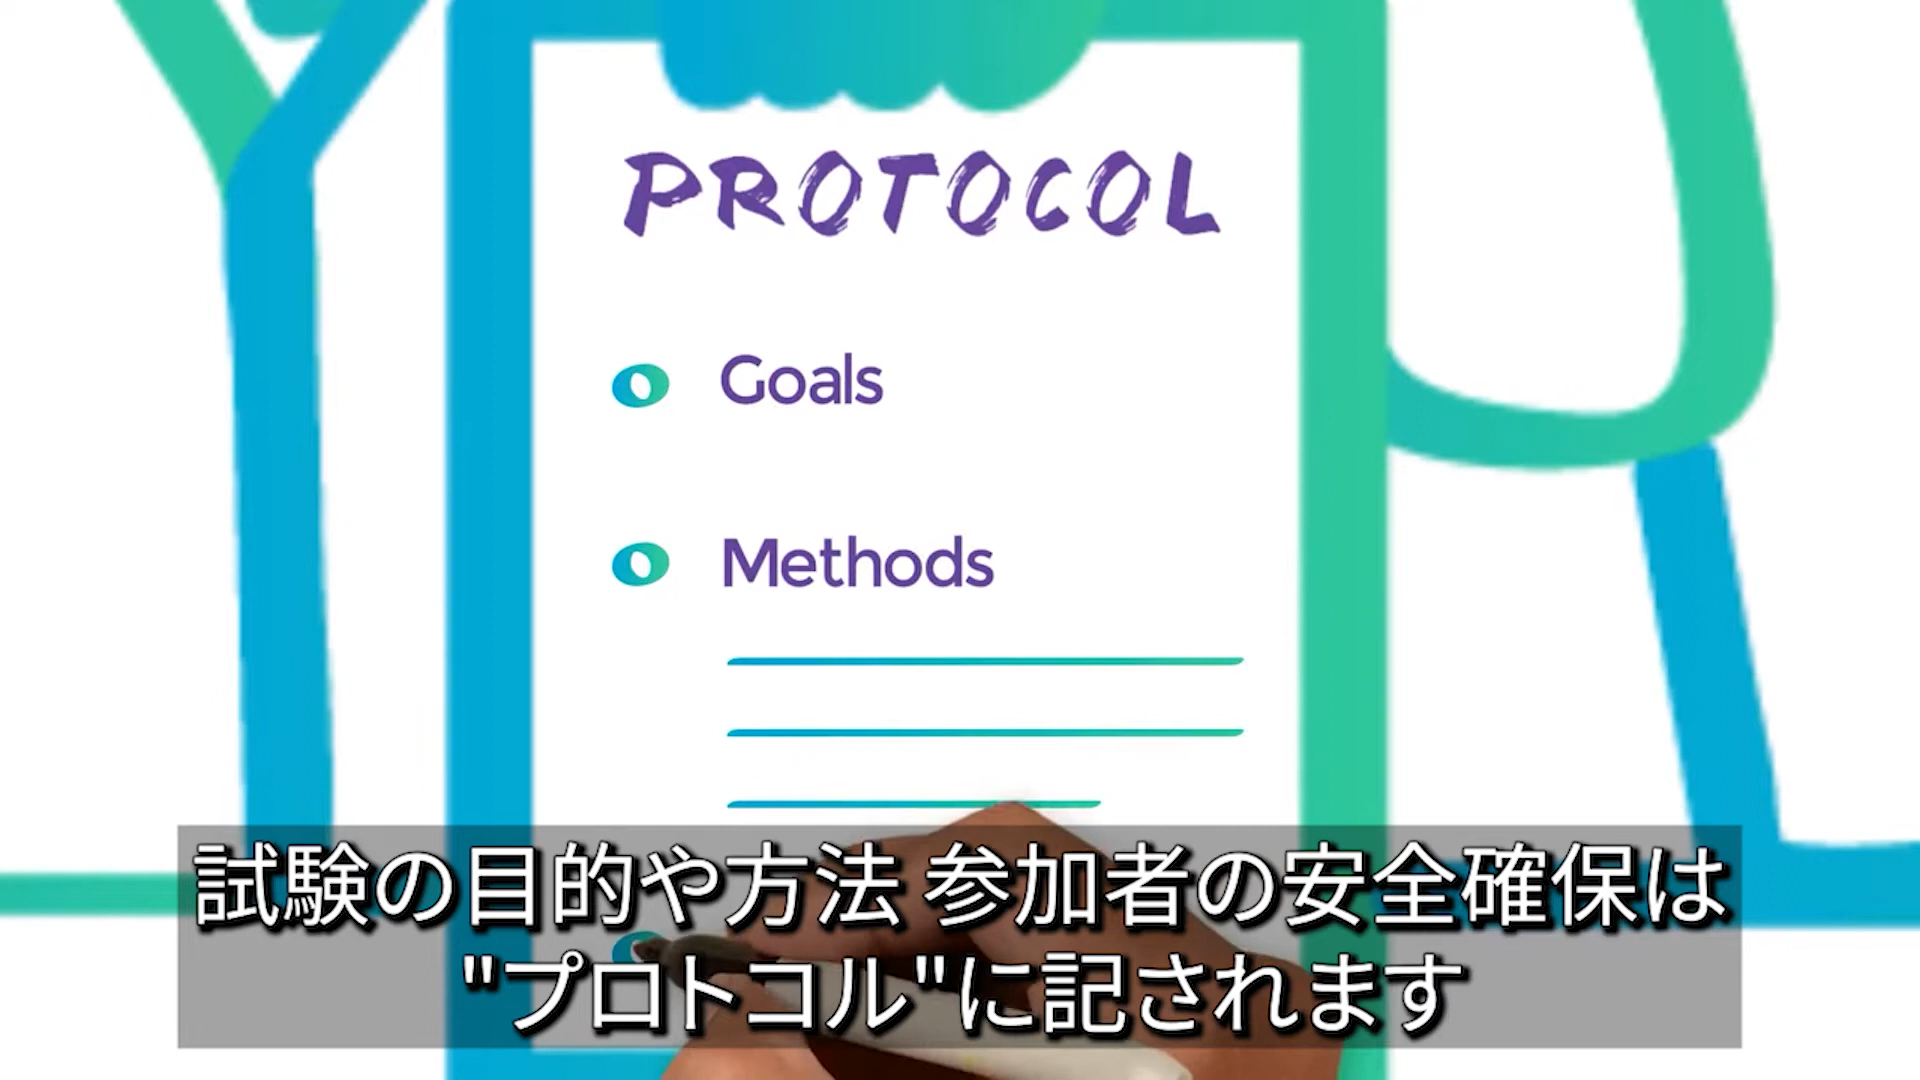 PROTOCOL
Goals
Methods
試験の目的や方法 参加者の安全確保は
"プロトコル"に記されます